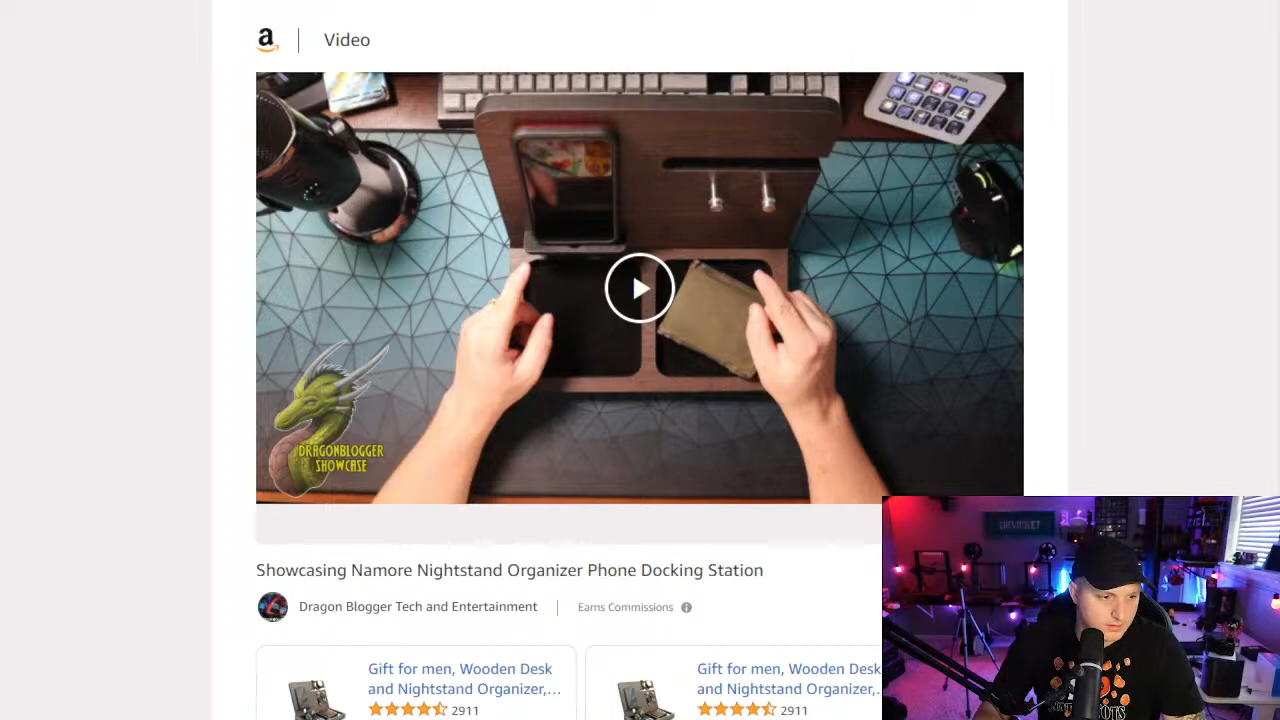 Video
DRAGONBLOGGER
SHOWCASE
Showcasing Namore Nightstand Organizer Phone Docking Station
Dragon Blogger Tech and Entertainment
Earns Commissions
Gift for men, Wooden Desk
and Nightstand Organizer,…
2911
Gift for men, Wooden Desk
and Nightstand Organizer,…
2911
CHEVROLET